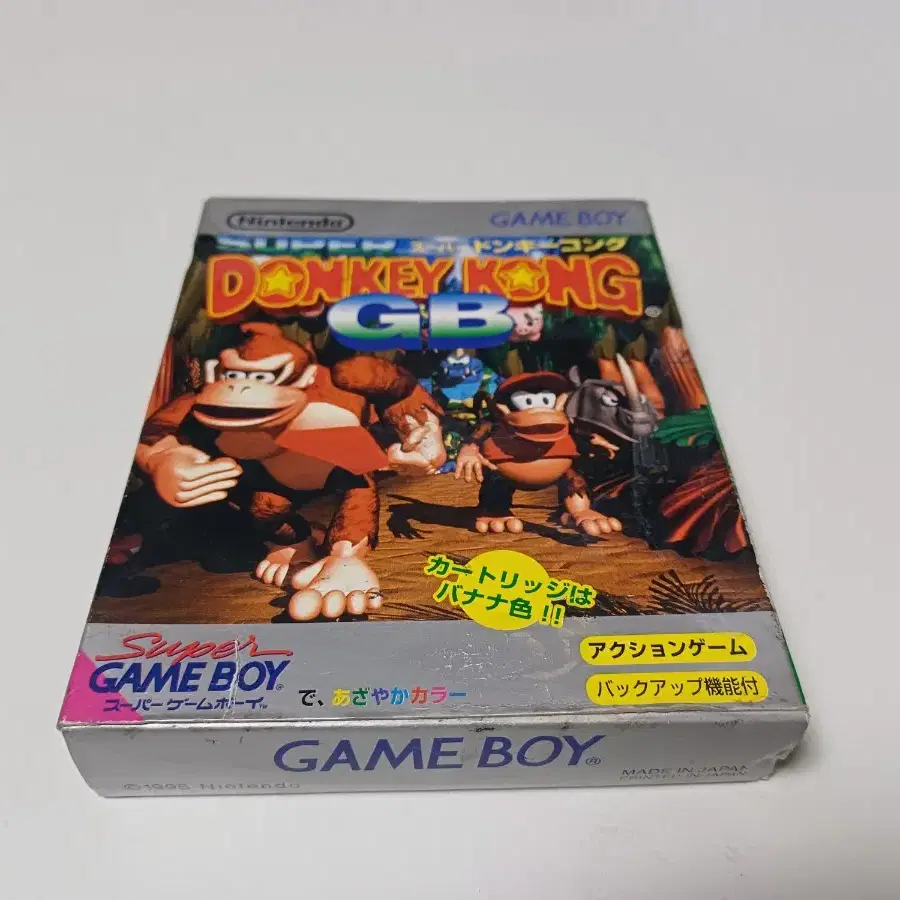 Nintendo
GAME BOY
SUPER スーパードンキーコング
DONKEY KONG®
GB
カートリッジは
バナナ色!!
Super
GAME BOY®
スーパーゲームボーイ™
で、あざやかカラー
アクションゲーム
バックアップ機能付
GAME BOY®
©1995 Nintendo
MADE IN JAPAN
PRINTED IN JAPAN